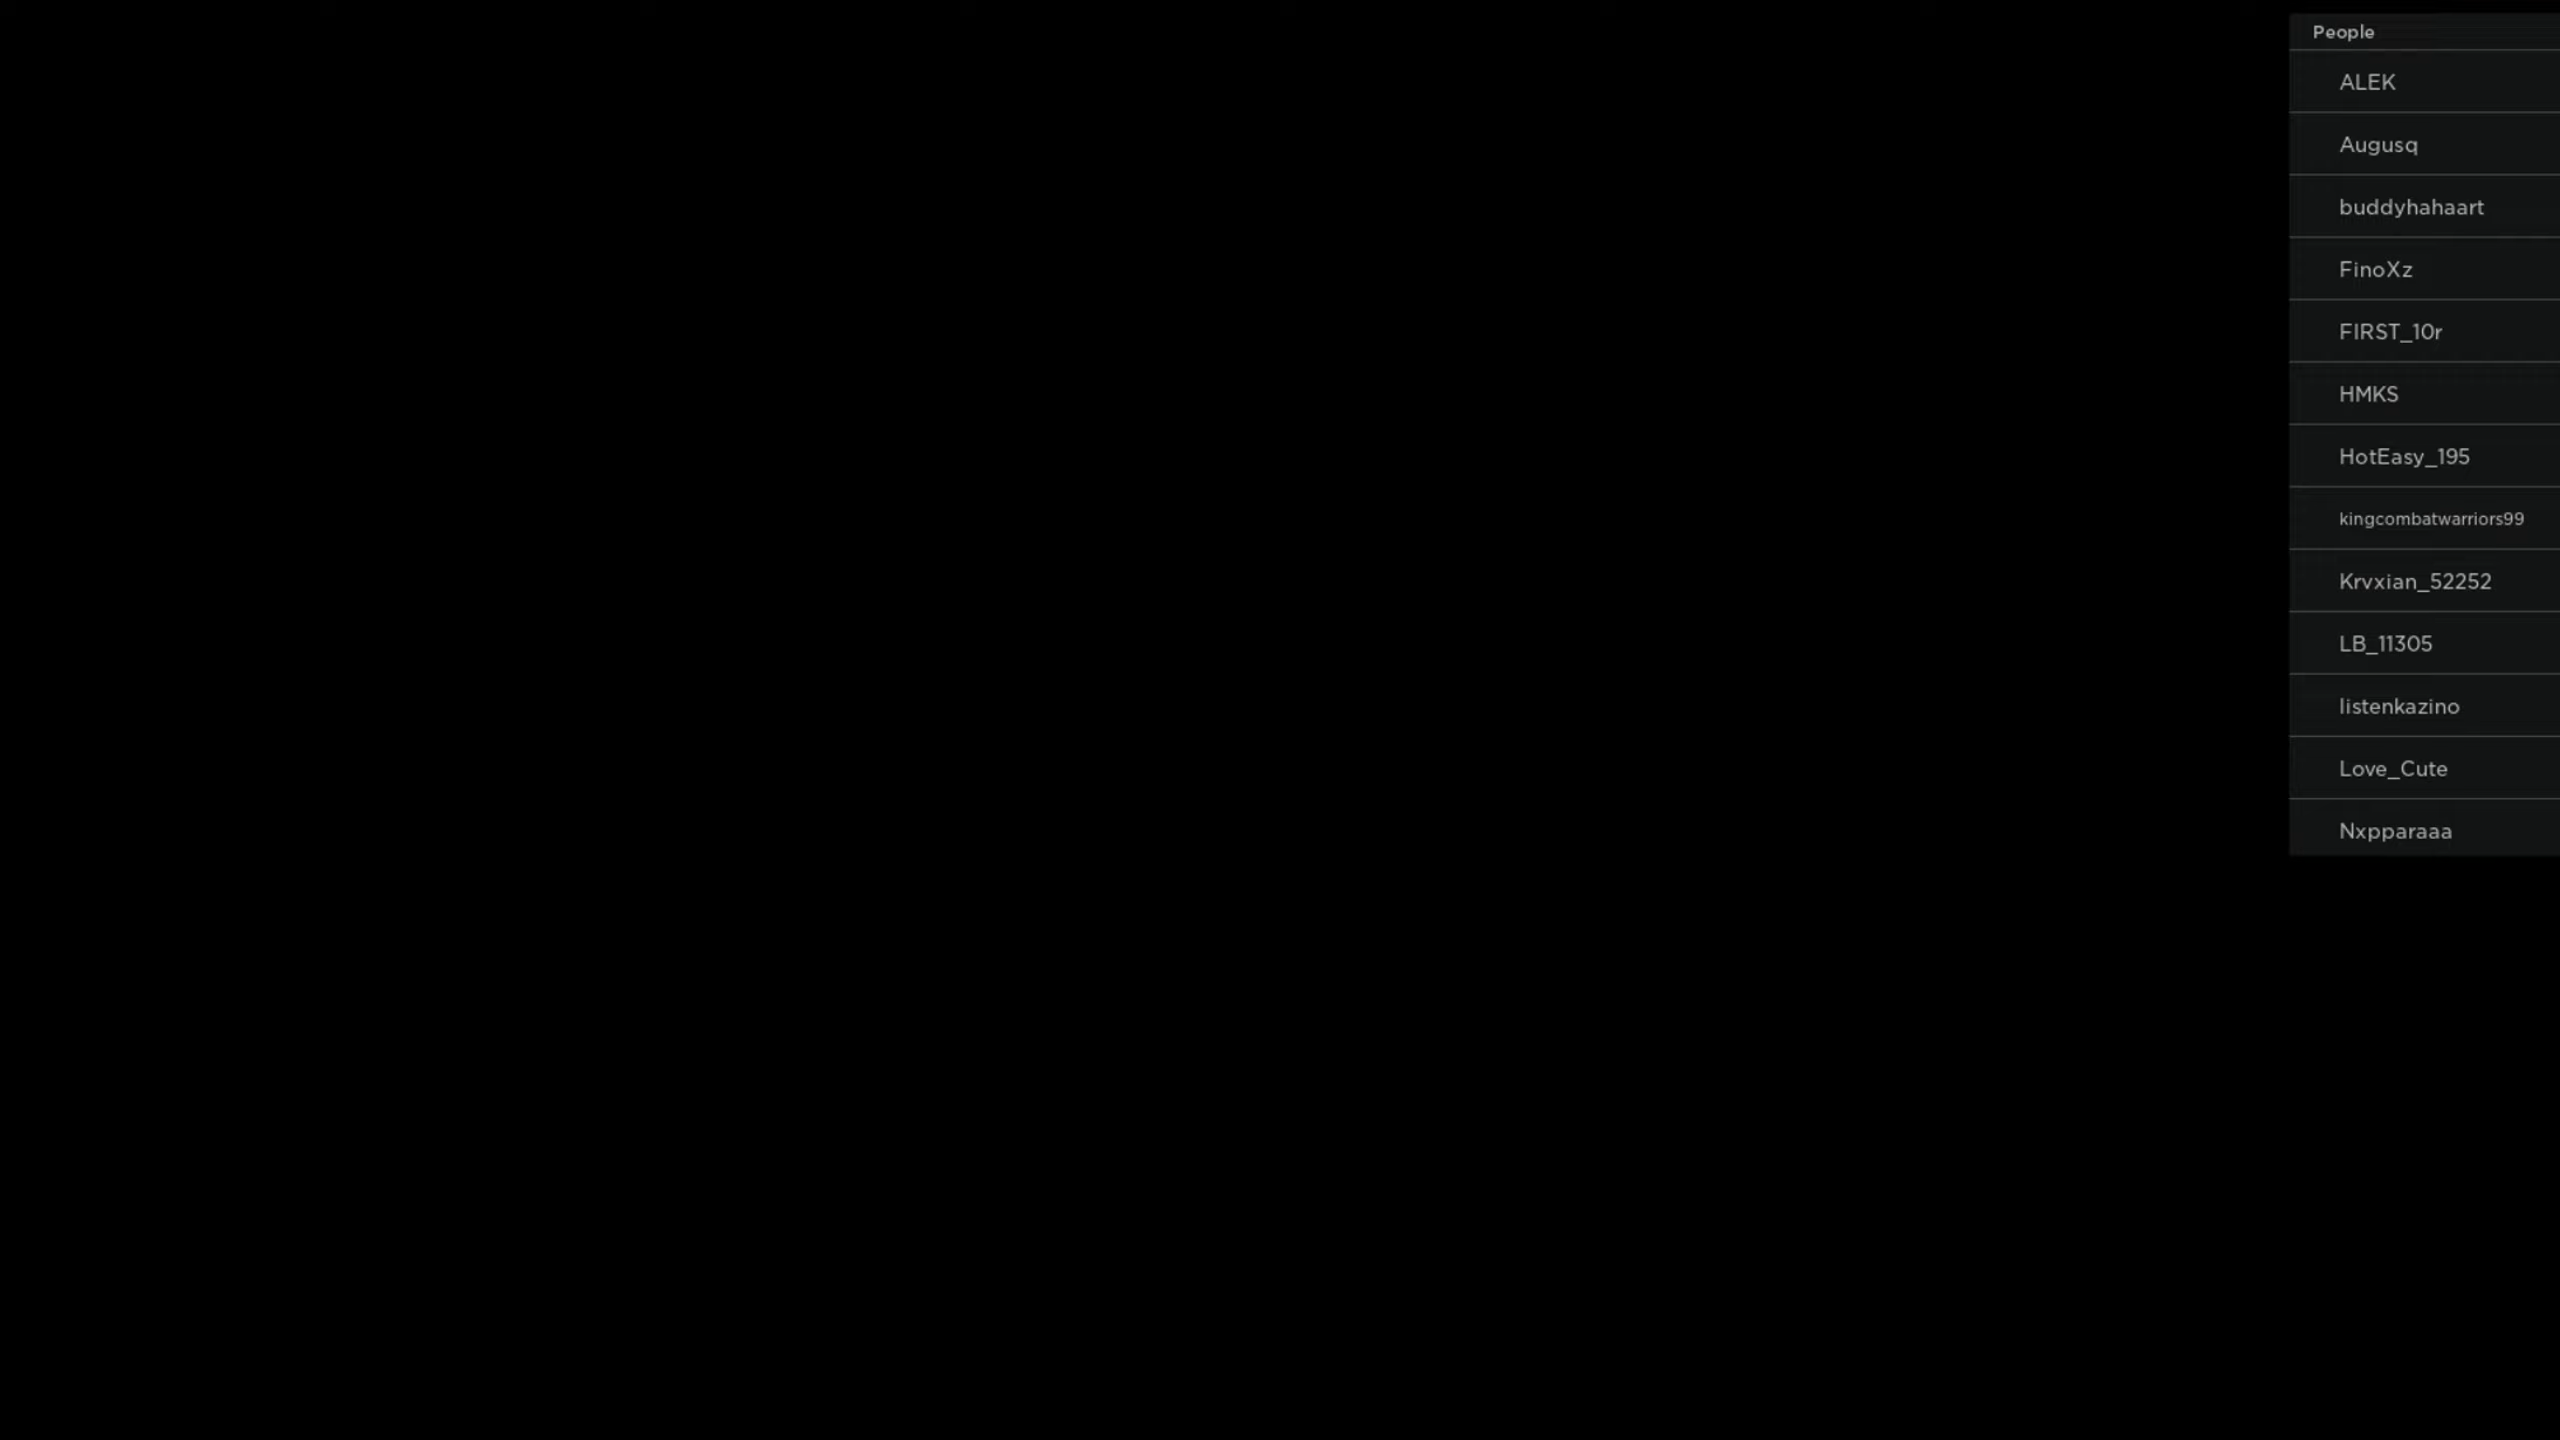 People
ALEK
Augusq
buddyhahaart
FinoXz
FIRST_10r
HMKS
HotEasy_195
kingcombatwarriors99
Krvxian_52252
LB_11305
listenkazino
Love_Cute
Nxpparaaa